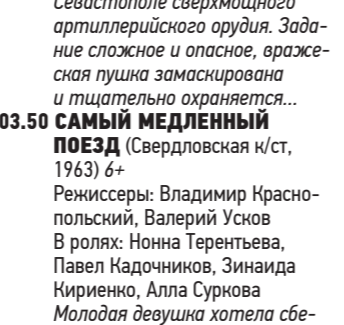 Севастополе сверхмощного
артиллерийского орудия. Зада-
ние сложное и опасное, враже-
ская пушка замаскирована
и тщательно охраняется...
03.50 САМЫЙ МЕДЛЕННЫЙ
ПОЕЗД (Свердловская к/ст,
1963) 6+
Режиссеры: Владимир Красно-
польский, Валерий Усков
В ролях: Нонна Терентьева,
Павел Кадочников, Зинаида
Кириенко, Алла Суркова
Молодая девушка хотела сбе-